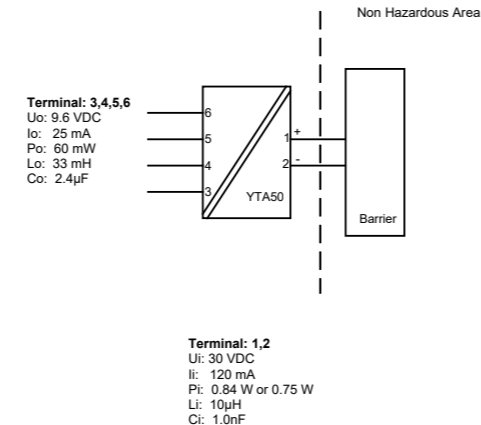 Non Hazardous Area
Terminal: 3,4,5,6
Uo: 9.6 VDC
Io: 25 mA
Po: 60 mW
Lo: 33 mH
Co: 2.4µF
6
5
4
3
1
+
2
-
YTA50
Barrier
Terminal: 1,2
Ui: 30 VDC
Ii: 120 mA
Pi: 0.84 W or 0.75 W
Li: 10µH
Ci: 1.0nF